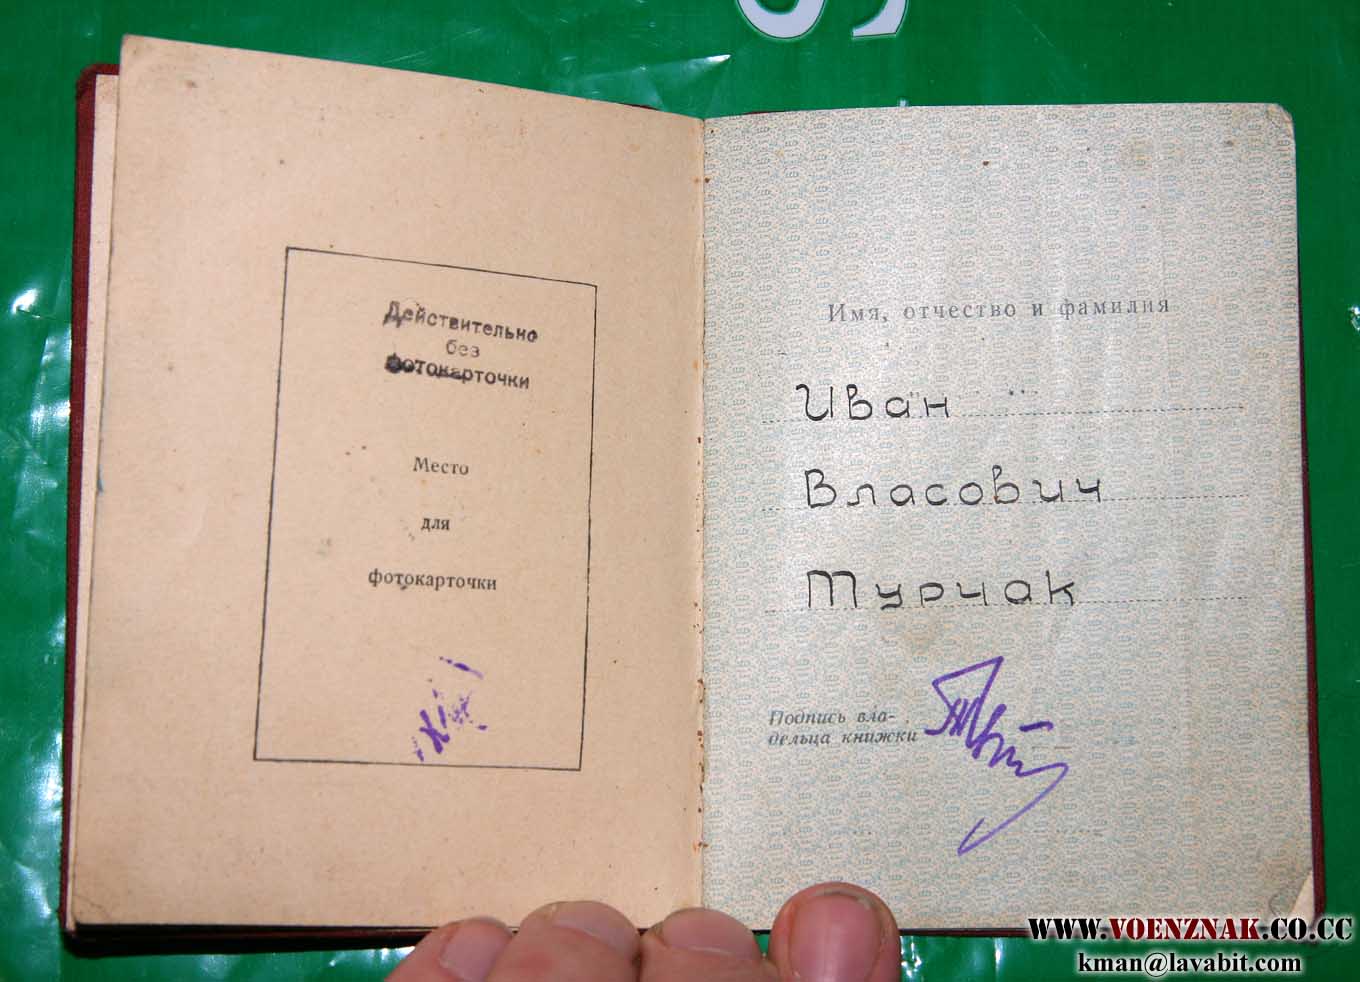 Действительно
без
фотокарточки
Место
для
фотокарточки
Имя, отчество и фамилия
Иван
Власович
Турчак
Подпись вла-
дельца книжки
www.VOENZNAK.CO.CC
kman@lavabit.com